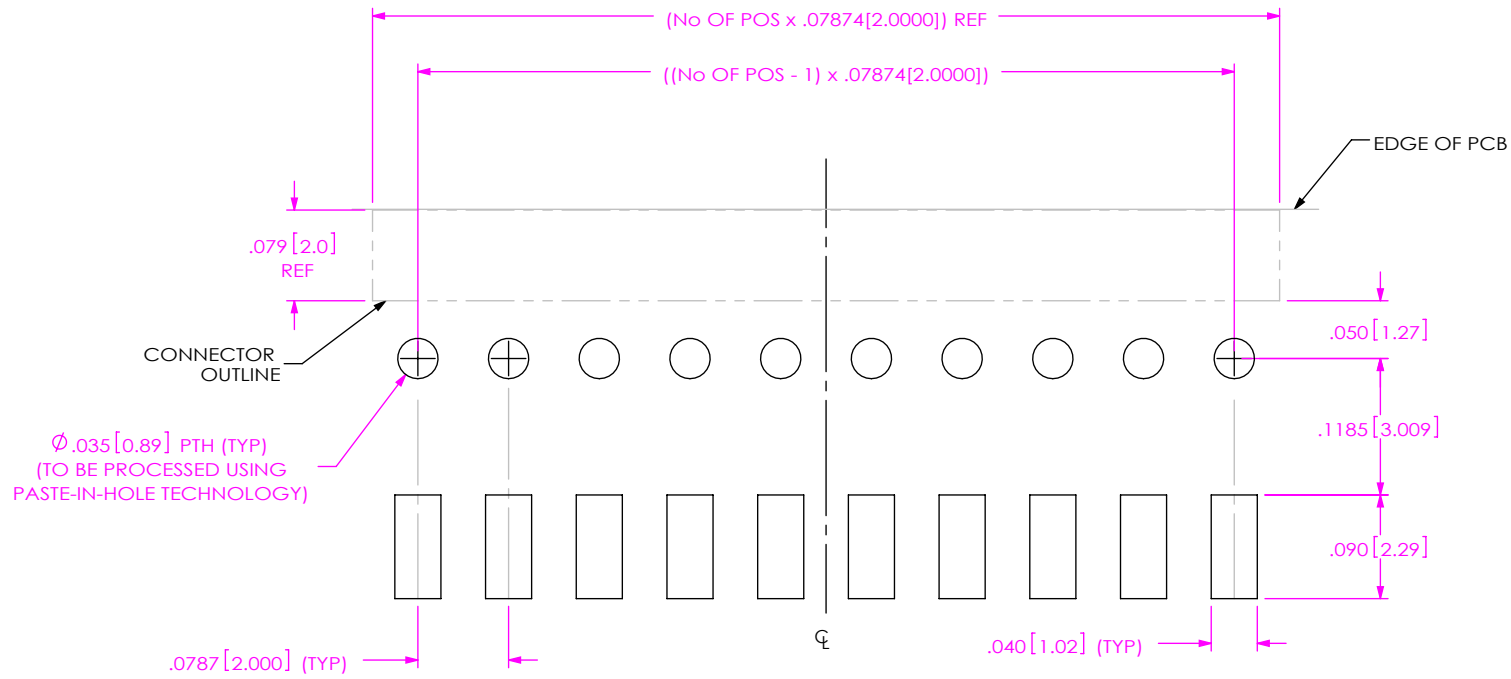 (No OF POS x .07874[2.0000]) REF
((No OF POS - 1) x .07874[2.0000])
EDGE OF PCB
.079[2.0]
REF
.050[1.27]
CONNECTOR
OUTLINE
.1185[3.009]
Ø.035[0.89] PTH (TYP)
(TO BE PROCESSED USING
PASTE-IN-HOLE TECHNOLOGY)
.090[2.29]
℄
.040[1.02] (TYP)
.0787[2.000] (TYP)